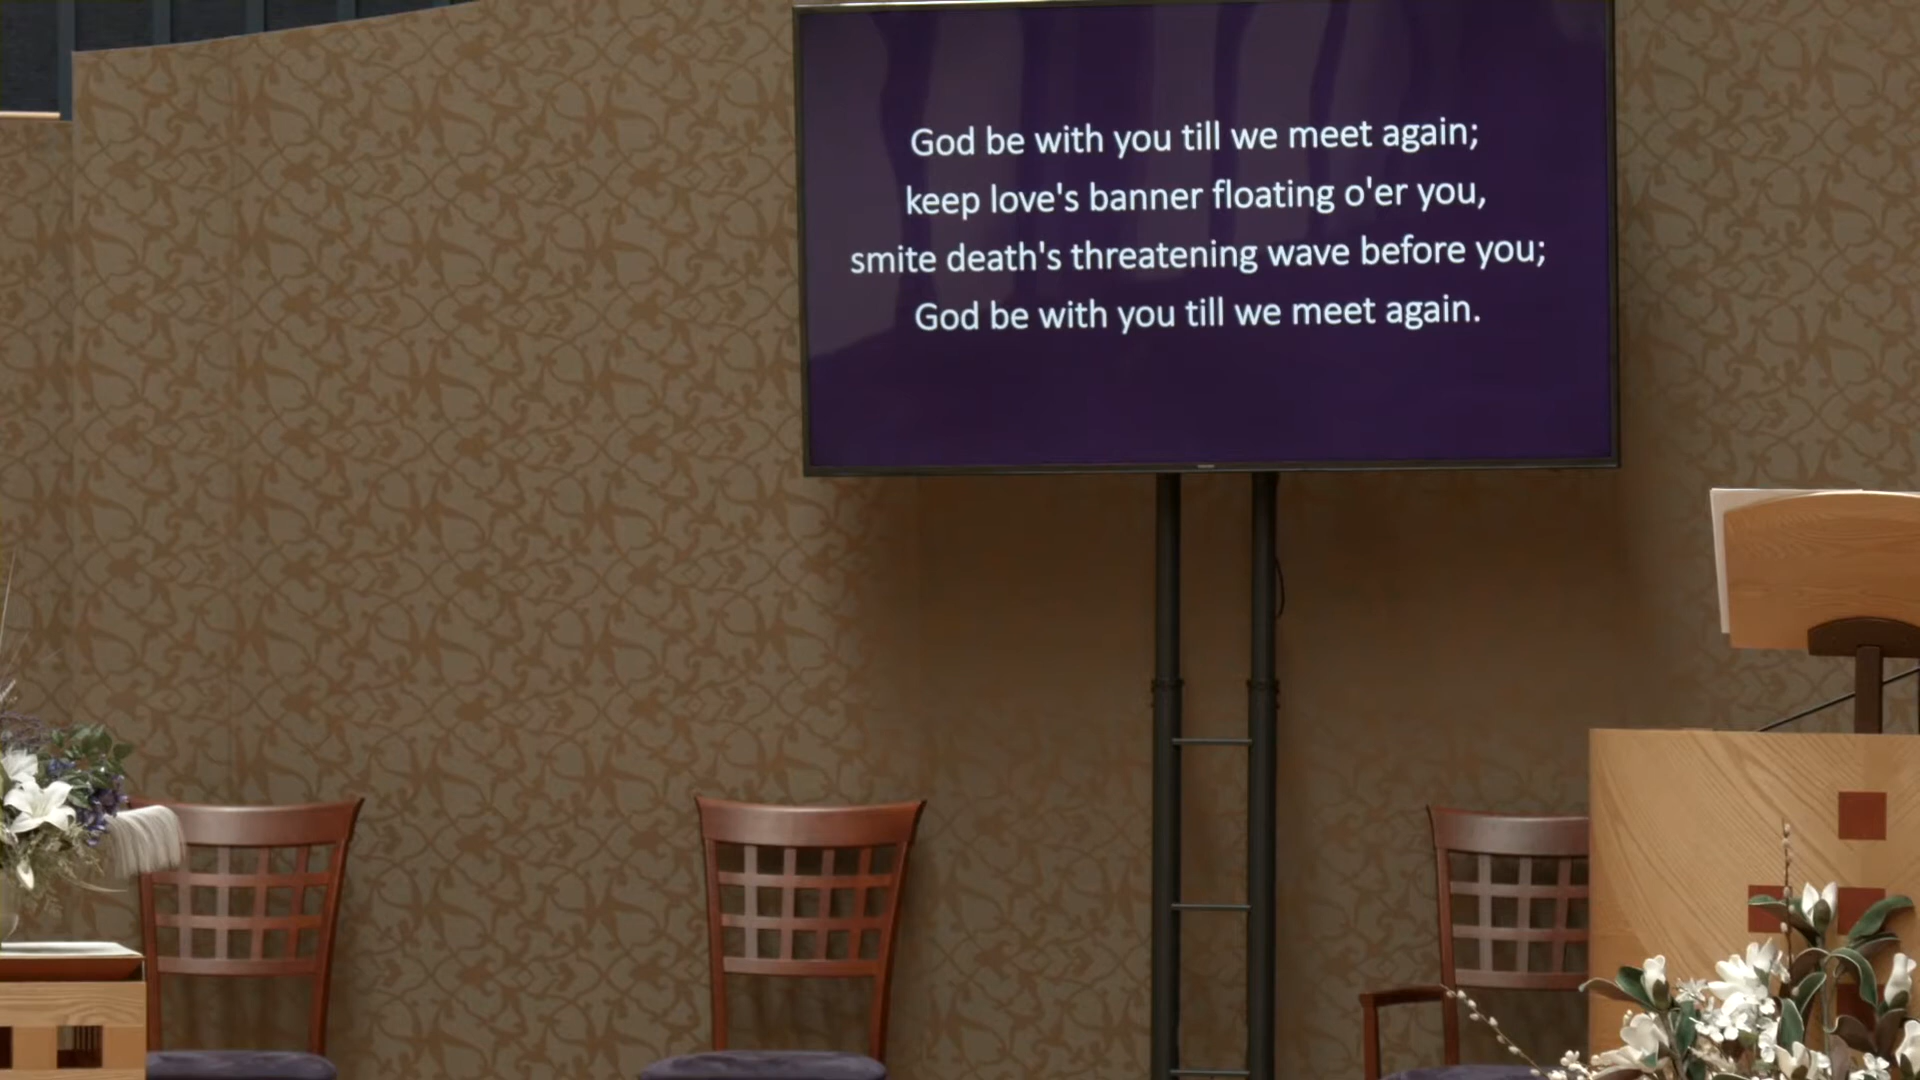 God be with you till we meet again;
keep love's banner floating o'er you,
smite death's threatening wave before you;
God be with you till we meet again.